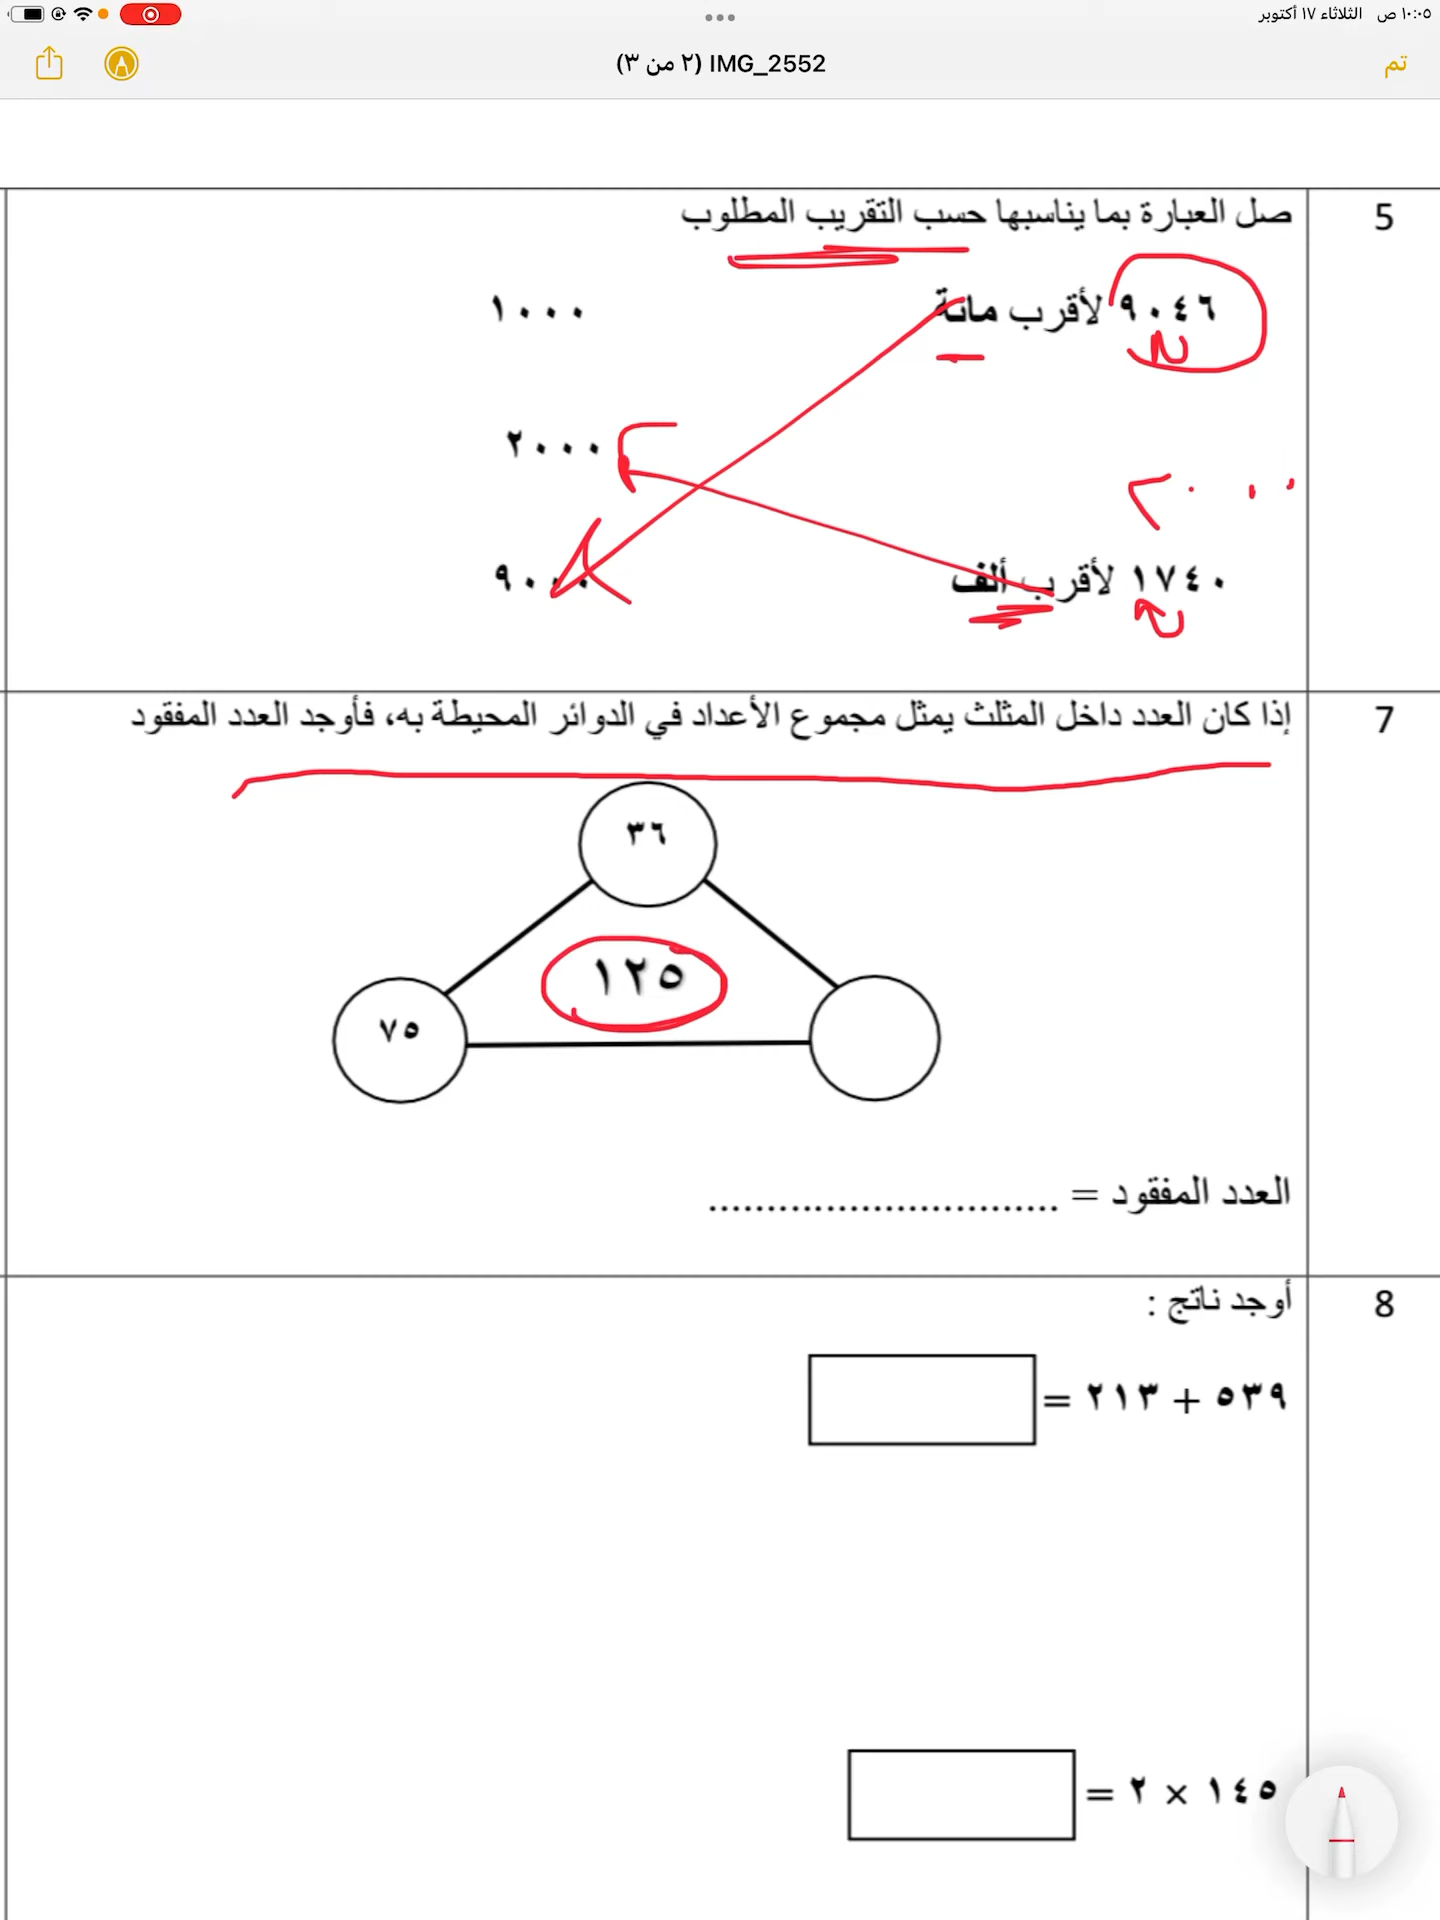 ١٠:٠٥ ص الثلاثاء ١٧ أكتوبر
تم
IMG_2552 (٢ من ٣)
5
صل العبارة بما يناسبها حسب التقريب المطلوب
٩٠٤٦ لأقرب مائة
١٠٠٠
٢٠٠٠
٢٠٠٠
١٧٤٠ لأقرب ألف
٩٠٠٠
7
إذا كان العدد داخل المثلث يمثل مجموع الأعداد في الدوائر المحيطة به، فأوجد العدد المفقود
٣٦
١٢٥
٧٥
العدد المفقود = ..............................
8
أوجد ناتج :
٥٣٩ + ٢١٣ =
١٤٥ × ٢ =